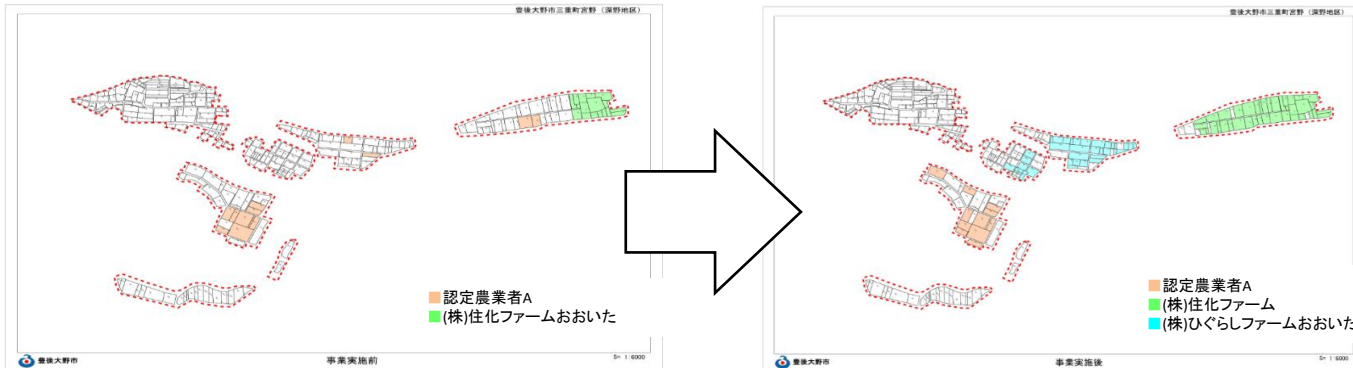 豊後大野市三重町宮野（深野地区）
認定農業者A
(株)住化ファームおおいた
豊後大野市
事業実施前
S= 1:6000
豊後大野市三重町宮野（深野地区）
認定農業者A
(株)住化ファーム
(株)ひぐらしファームおおいた
豊後大野市
事業実施後
S= 1:6000